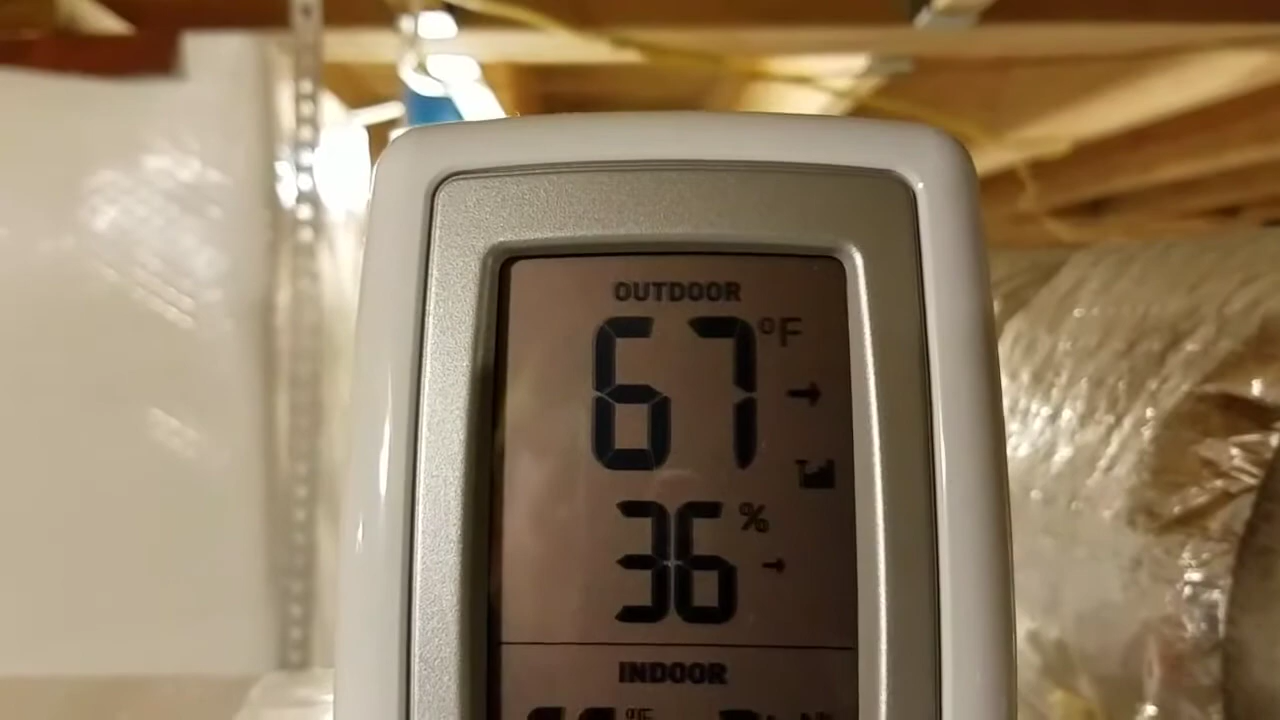 OUTDOOR
67 °F →
36 % →
INDOOR
°F